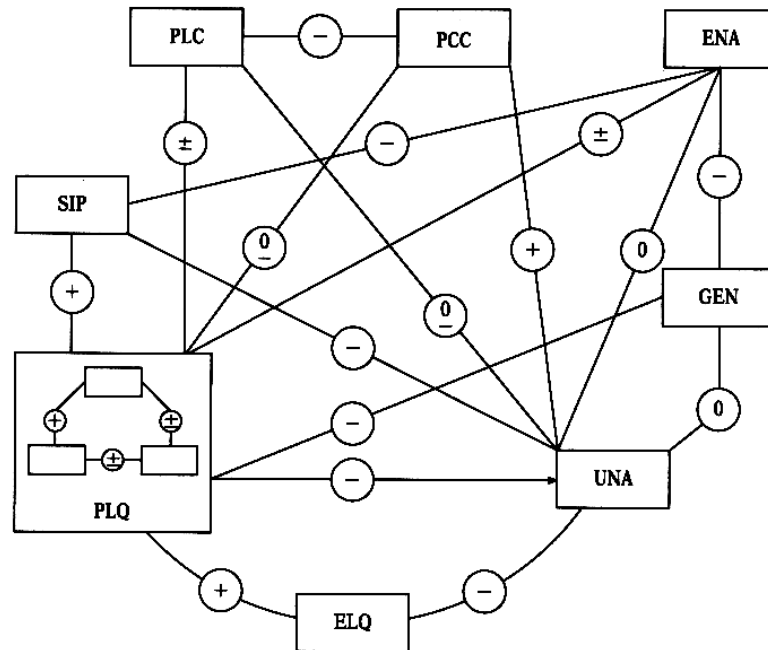 PLC − PCC ENA
±
± −
SIP −
0
− + 0
+ GEN
0
−
−
+ ± − 0
±
− UNA
PLQ
+ −
ELQ